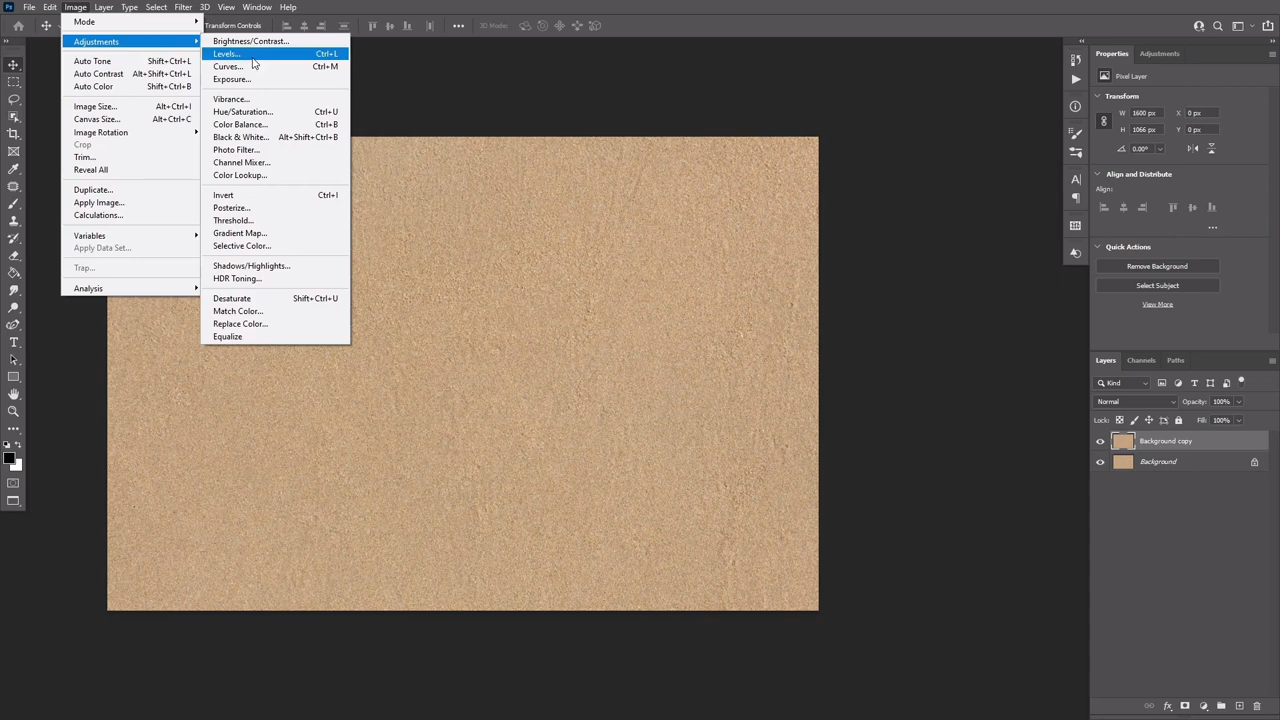 Ps File Edit Image Layer Type Select Filter 3D View Window Help
Transform Controls
3D Mode:
Mode
Adjustments
Auto Tone Shift+Ctrl+L
Auto Contrast Alt+Shift+Ctrl+L
Auto Color Shift+Ctrl+B
Image Size... Alt+Ctrl+I
Canvas Size... Alt+Ctrl+C
Image Rotation
Crop
Trim...
Reveal All
Duplicate...
Apply Image...
Calculations...
Variables
Apply Data Set...
Trap...
Analysis
Brightness/Contrast...
Levels... Ctrl+L
Curves... Ctrl+M
Exposure...
Vibrance...
Hue/Saturation... Ctrl+U
Color Balance... Ctrl+B
Black & White... Alt+Shift+Ctrl+B
Photo Filter...
Channel Mixer...
Color Lookup...
Invert Ctrl+I
Posterize...
Threshold...
Gradient Map...
Selective Color...
Shadows/Highlights...
HDR Toning...
Desaturate Shift+Ctrl+U
Match Color...
Replace Color...
Equalize
Properties Adjustments
Pixel Layer
Transform
W 1600 px X 0 px
H 1066 px Y 0 px
0.00°
Align and Distribute
Align:
Quick Actions
Remove Background
Select Subject
View More
Layers Channels Paths
Kind
Normal Opacity: 100%
Lock: Fill: 100%
Background copy
Background